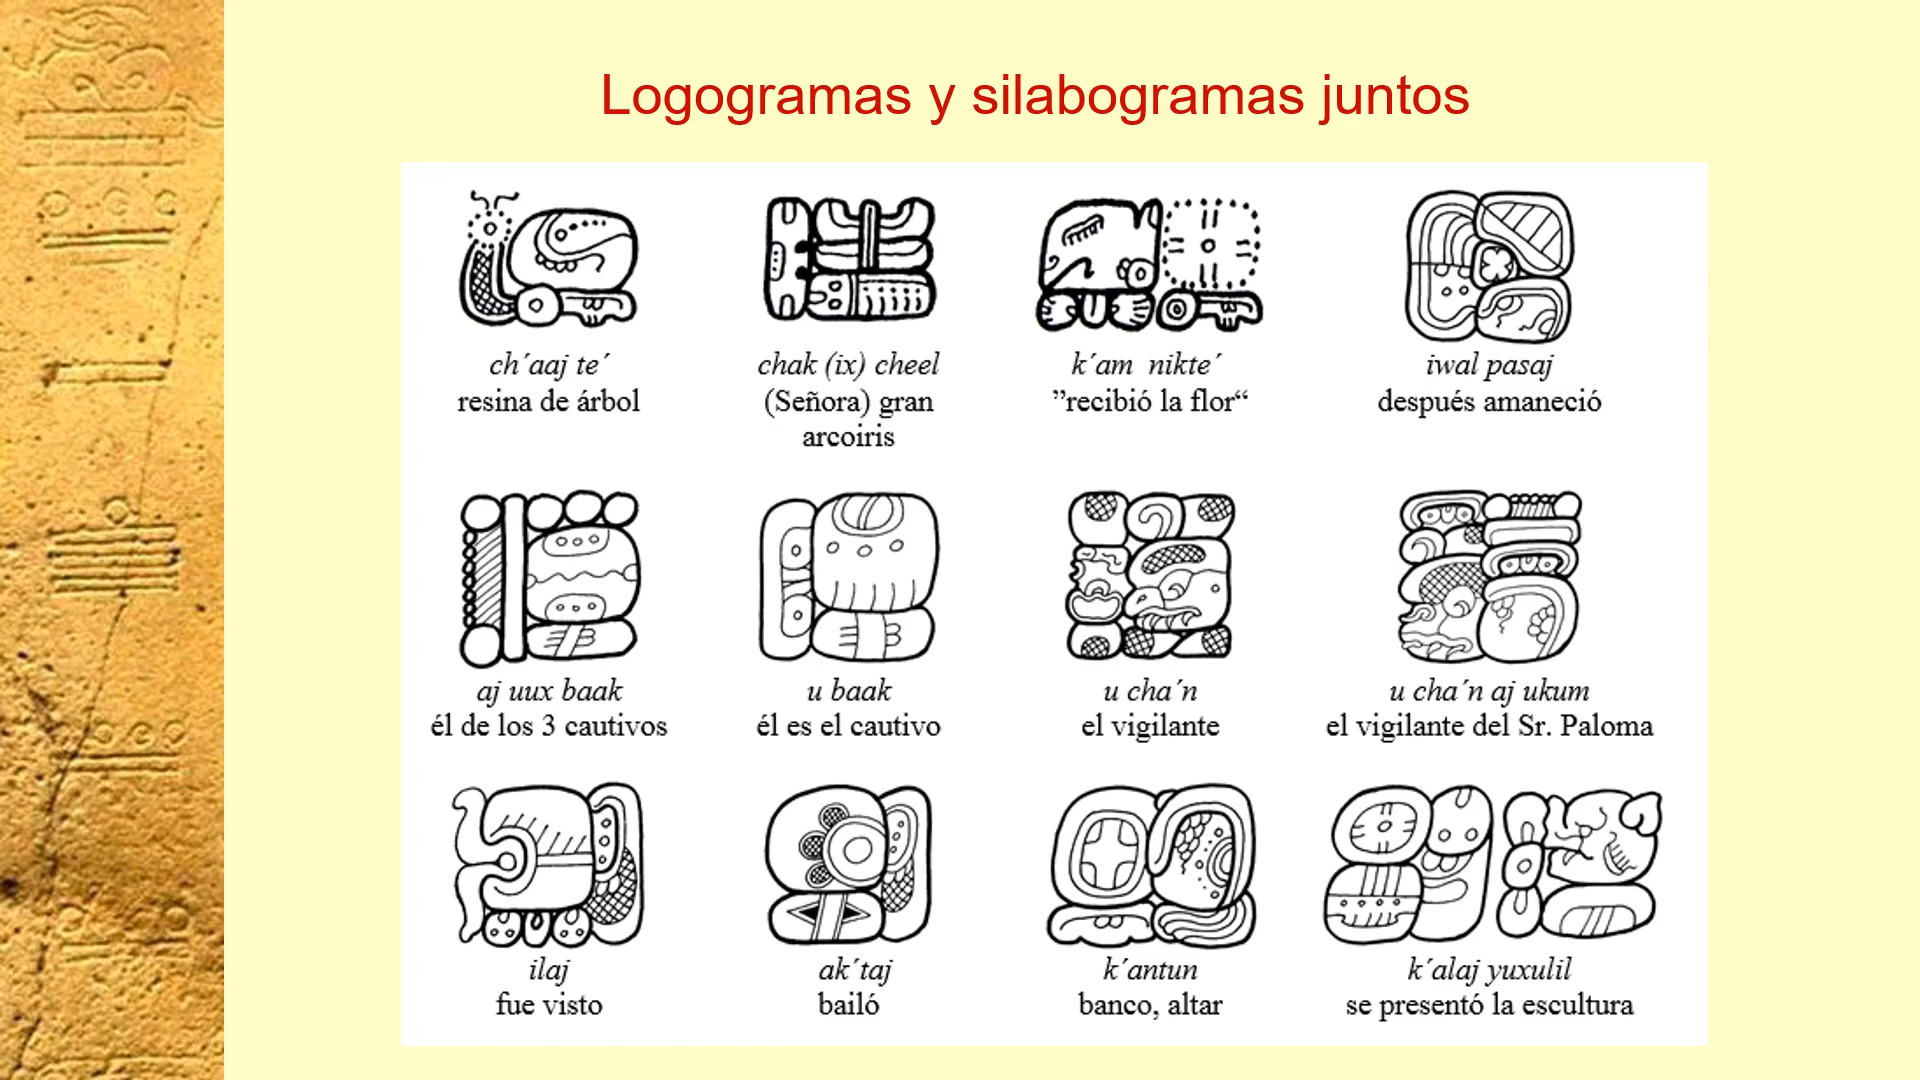 Logogramas y silabogramas juntos
ch´aaj te´
resina de árbol
chak (ix) cheel
(Señora) gran
arcoiris
k´am nikte´
”recibió la flor“
iwal pasaj
después amaneció
aj uux baak
él de los 3 cautivos
u baak
él es el cautivo
u cha´n
el vigilante
u cha´n aj ukum
el vigilante del Sr. Paloma
ilaj
fue visto
ak´taj
bailó
k´antun
banco, altar
k´alaj yuxulil
se presentó la escultura